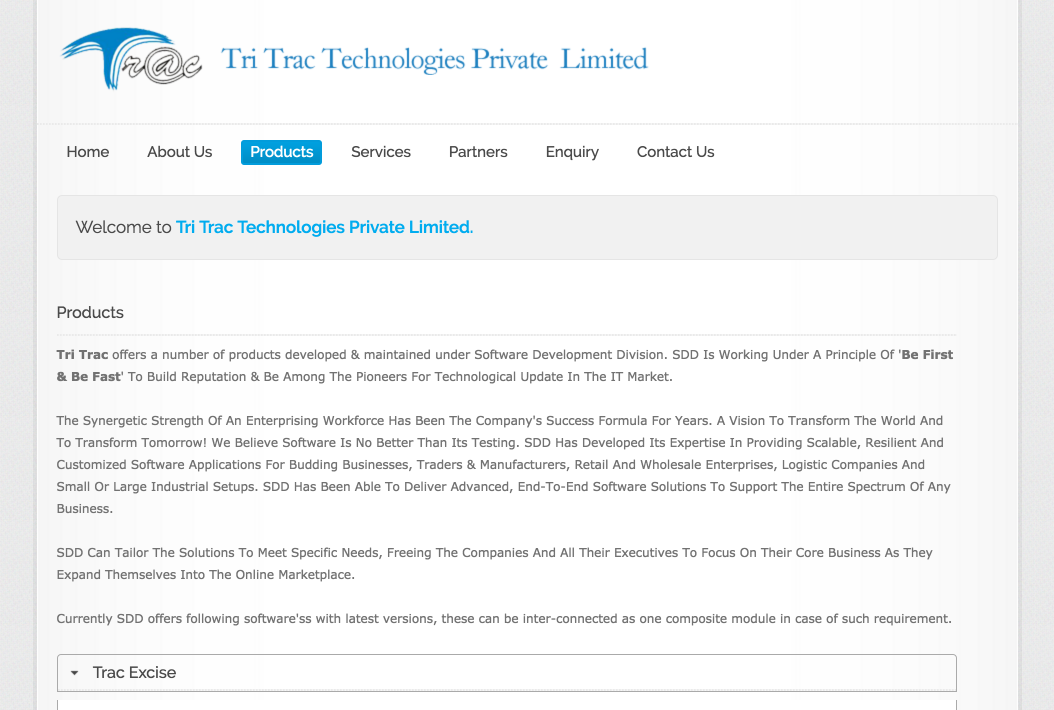 Tr@c Tri Trac Technologies Private Limited
Home About Us Products Services Partners Enquiry Contact Us
Welcome to Tri Trac Technologies Private Limited.
Products
Tri Trac offers a number of products developed & maintained under Software Development Division. SDD Is Working Under A Principle Of 'Be First
& Be Fast' To Build Reputation & Be Among The Pioneers For Technological Update In The IT Market.
The Synergetic Strength Of An Enterprising Workforce Has Been The Company's Success Formula For Years. A Vision To Transform The World And
To Transform Tomorrow! We Believe Software Is No Better Than Its Testing. SDD Has Developed Its Expertise In Providing Scalable, Resilient And
Customized Software Applications For Budding Businesses, Traders & Manufacturers, Retail And Wholesale Enterprises, Logistic Companies And
Small Or Large Industrial Setups. SDD Has Been Able To Deliver Advanced, End-To-End Software Solutions To Support The Entire Spectrum Of Any
Business.
SDD Can Tailor The Solutions To Meet Specific Needs, Freeing The Companies And All Their Executives To Focus On Their Core Business As They
Expand Themselves Into The Online Marketplace.
Currently SDD offers following software'ss with latest versions, these can be inter-connected as one composite module in case of such requirement.
Trac Excise